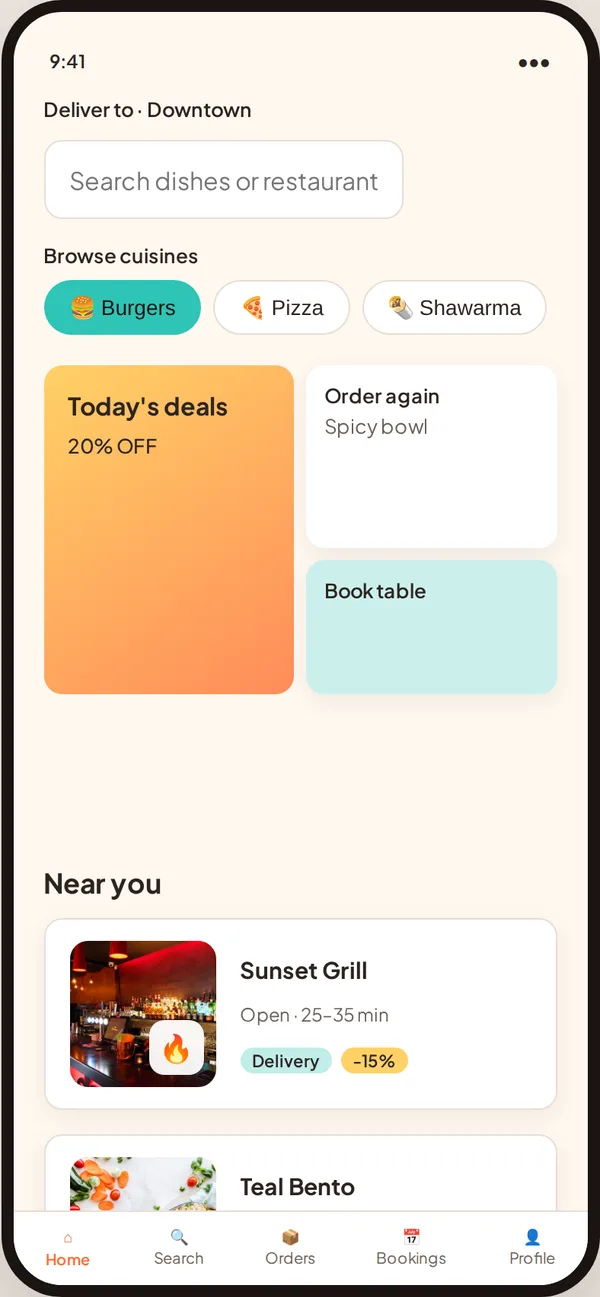 9:41
Deliver to · Downtown
Search dishes or restaurant
Browse cuisines
🍔 Burgers
🍕 Pizza
🌯 Shawarma
Today's deals
20% OFF
Order again
Spicy bowl
Book table
Near you
Sunset Grill
Open · 25–35 min
Delivery
-15%
Teal Bento
Home
Search
Orders
Bookings
Profile